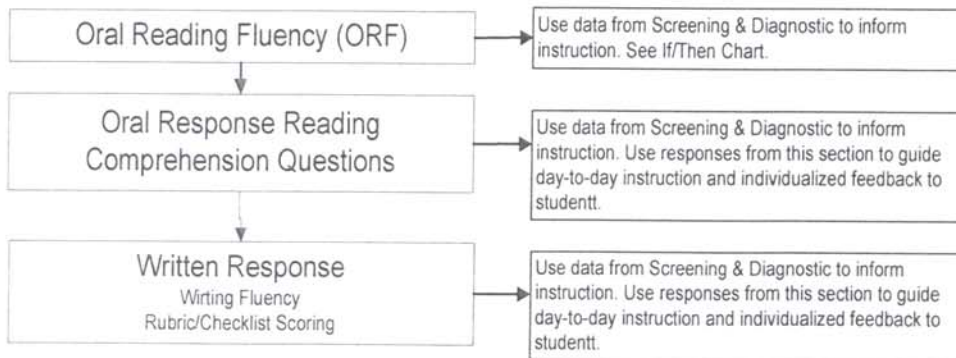 Oral Reading Fluency (ORF)
Use data from Screening & Diagnostic to inform
instruction. See If/Then Chart.
Oral Response Reading
Comprehension Questions
Use data from Screening & Diagnostic to inform
instruction. Use responses from this section to guide
day-to-day instruction and individualized feedback to
studentt.
Written Response
Wirting Fluency
Rubric/Checklist Scoring
Use data from Screening & Diagnostic to inform
instruction. Use responses from this section to guide
day-to-day instruction and individualized feedback to
studentt.